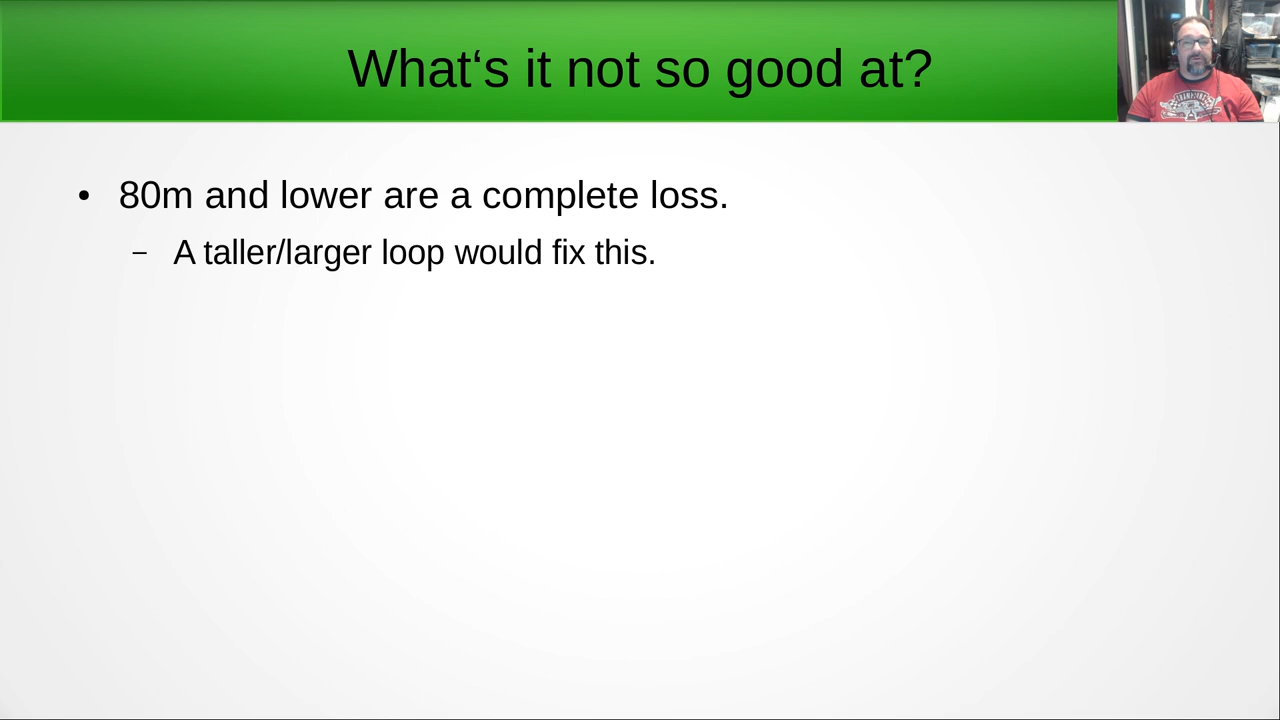 What‘s it not so good at?
• 80m and lower are a complete loss.
– A taller/larger loop would fix this.